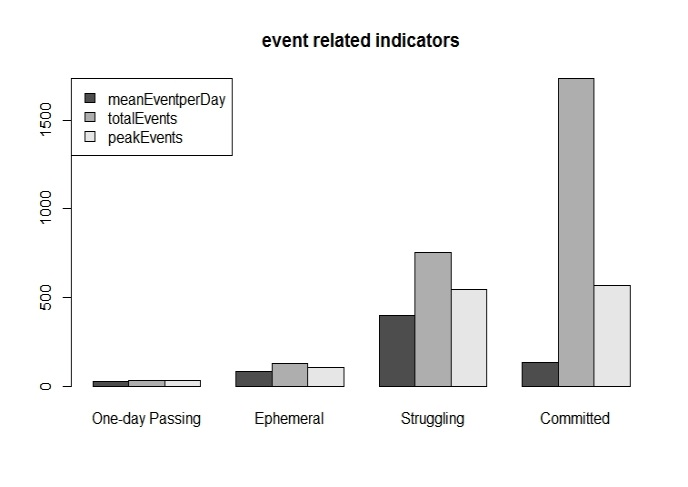 event related indicators
meanEventperDay
totalEvents
peakEvents
1500
1000
500
0
One-day Passing Ephemeral Struggling Committed